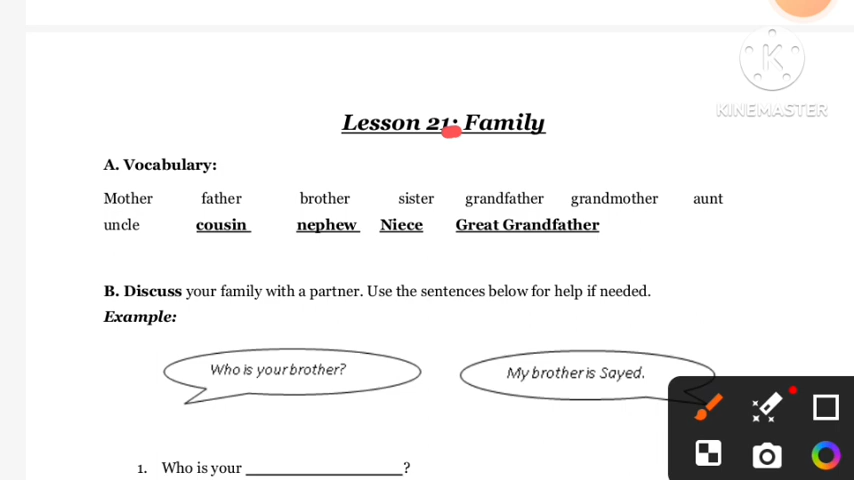 KINEMASTER
Lesson 21: Family
A. Vocabulary:
Mother father brother sister grandfather grandmother aunt
uncle cousin nephew Niece Great Grandfather
B. Discuss your family with a partner. Use the sentences below for help if needed.
Example:
Who is your brother?
My brother is Sayed.
1. Who is your ____________________?